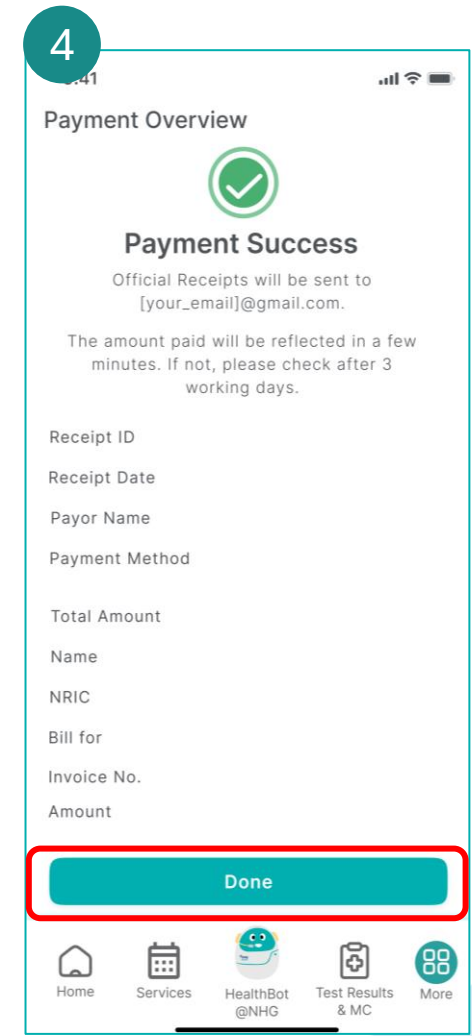 4
:41
Payment Overview
Payment Success
Official Receipts will be sent to
[your_email]@gmail.com.
The amount paid will be reflected in a few
minutes. If not, please check after 3
working days.
Receipt ID
Receipt Date
Payor Name
Payment Method
Total Amount
Name
NRIC
Bill for
Invoice No.
Amount
Done
Home
Services
HealthBot
@NHG
Test Results
& MC
More